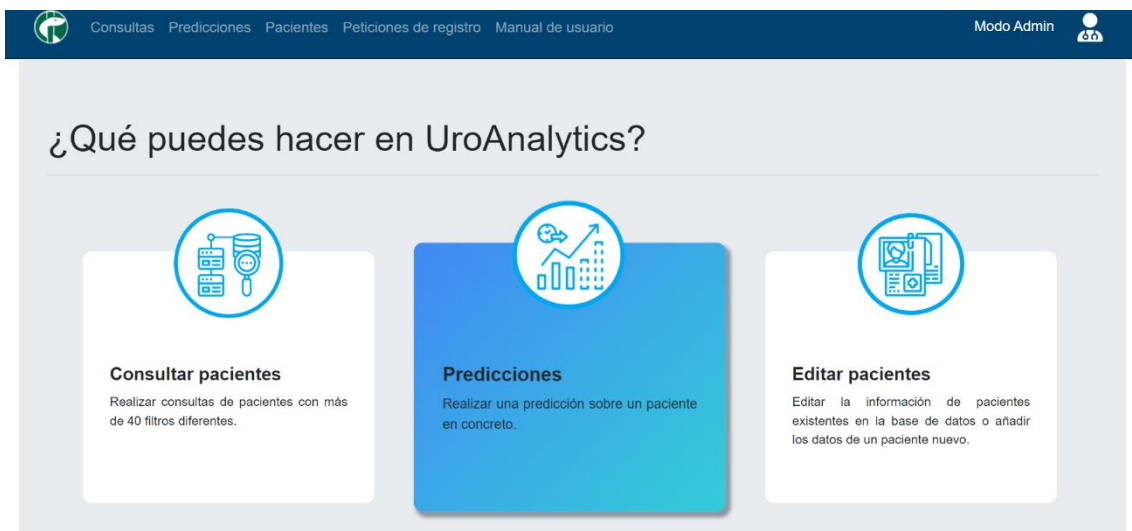 Consultas Predicciones Pacientes Peticiones de registro Manual de usuario Modo Admin
¿Qué puedes hacer en UroAnalytics?
Consultar pacientes
Realizar consultas de pacientes con más
de 40 filtros diferentes.
Predicciones
Realizar una predicción sobre un paciente
en concreto.
Editar pacientes
Editar la información de pacientes
existentes en la base de datos o añadir
los datos de un paciente nuevo.